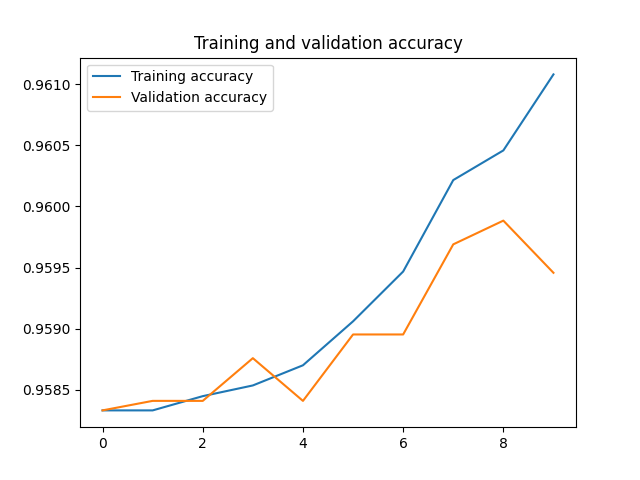 Training and validation accuracy
Training accuracy
Validation accuracy
0.9610
0.9605
0.9600
0.9595
0.9590
0.9585
0 2 4 6 8